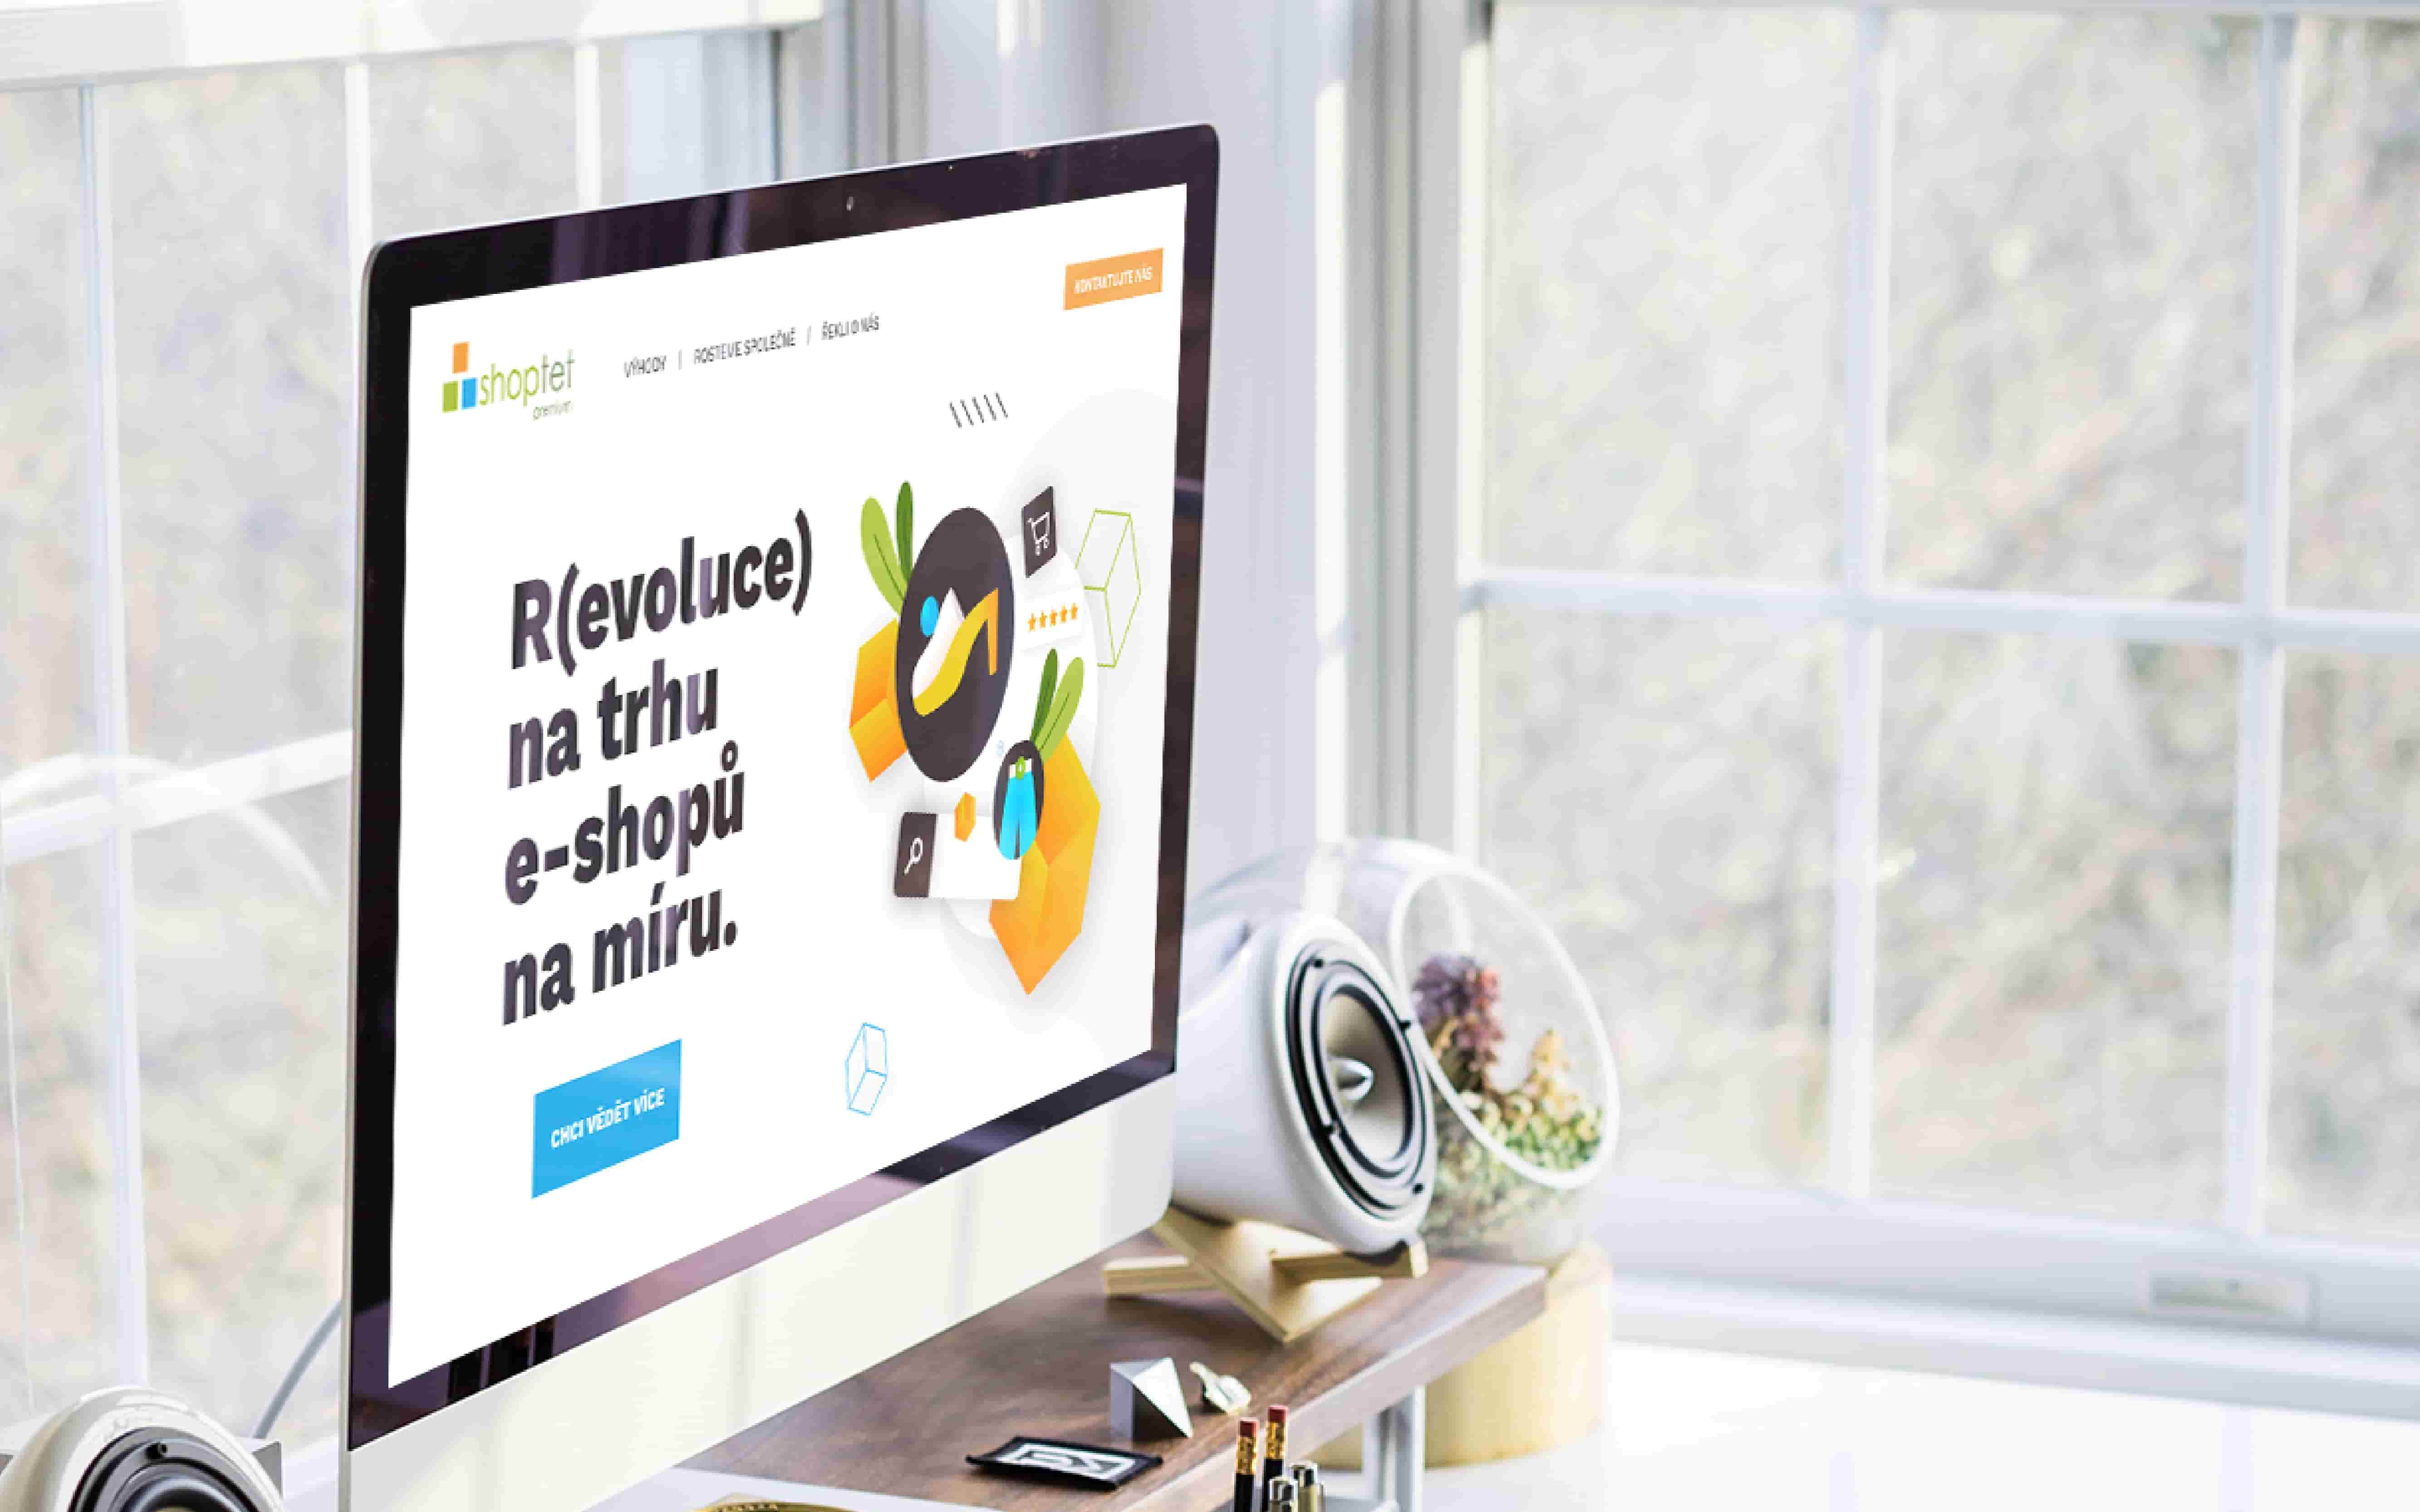 shoptet
premium
VÝHODY | ROSTEME SPOLEČNĚ / ŘEKLI O NÁS
KONTAKTUJTE NÁS
R(evoluce)
na trhu
e-shopů
na míru.
CHCI VĚDĚT VÍCE